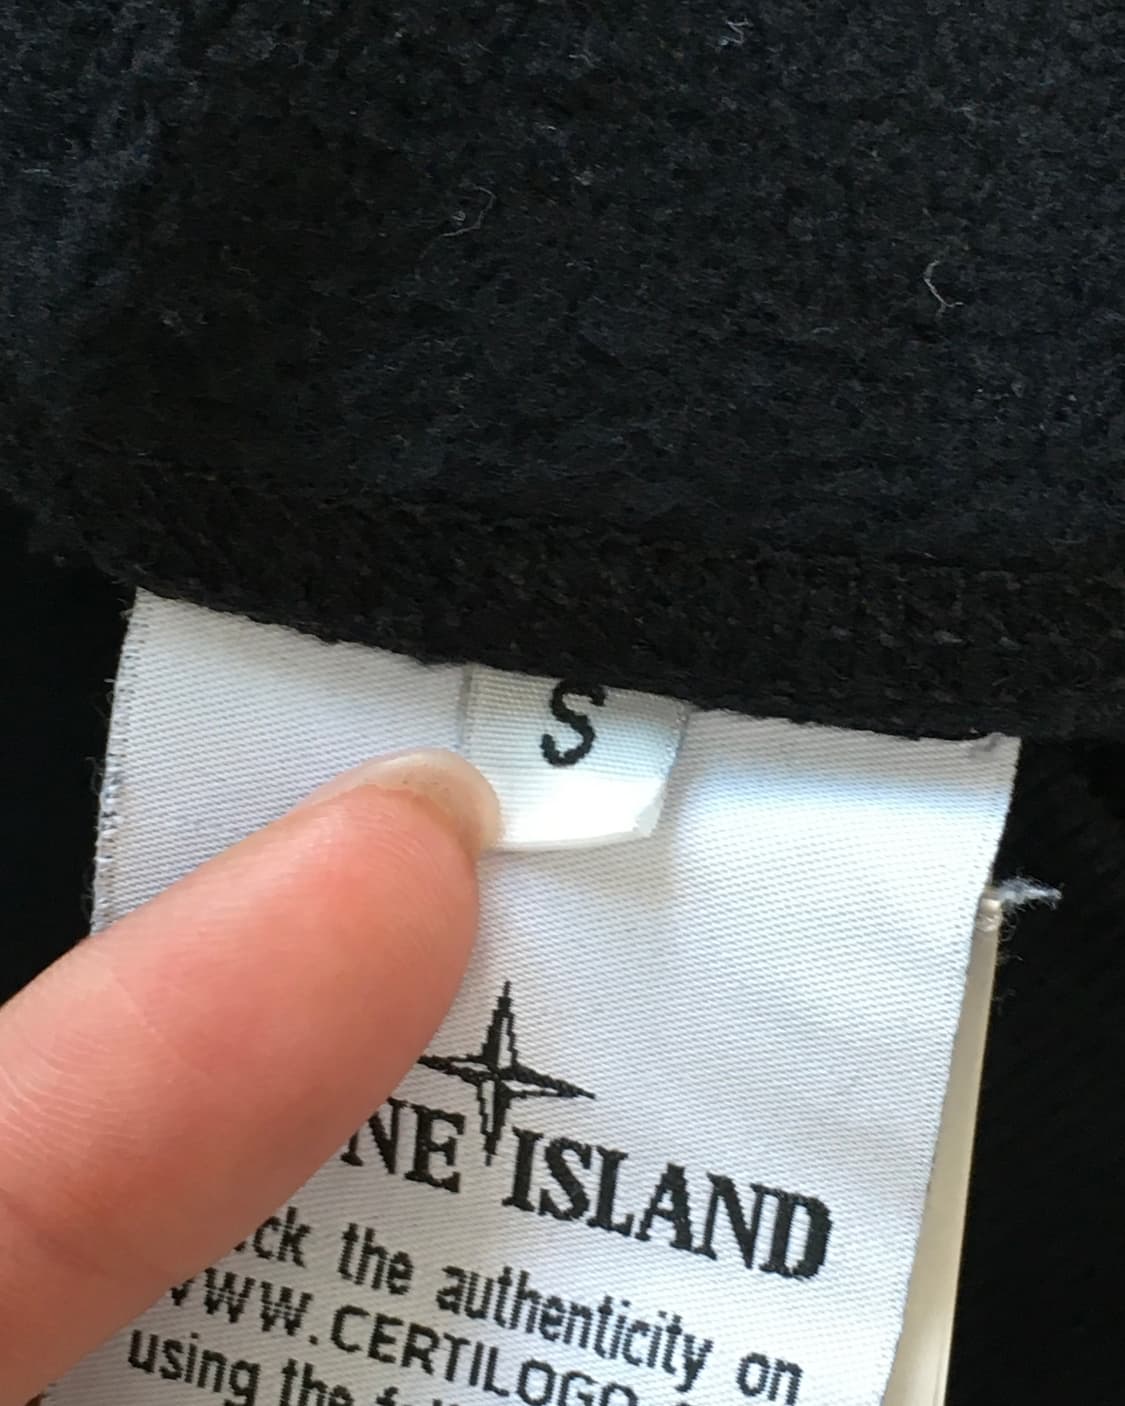 S
NE ISLAND
ck the authenticity on
WWW.CERTILOGO
using the